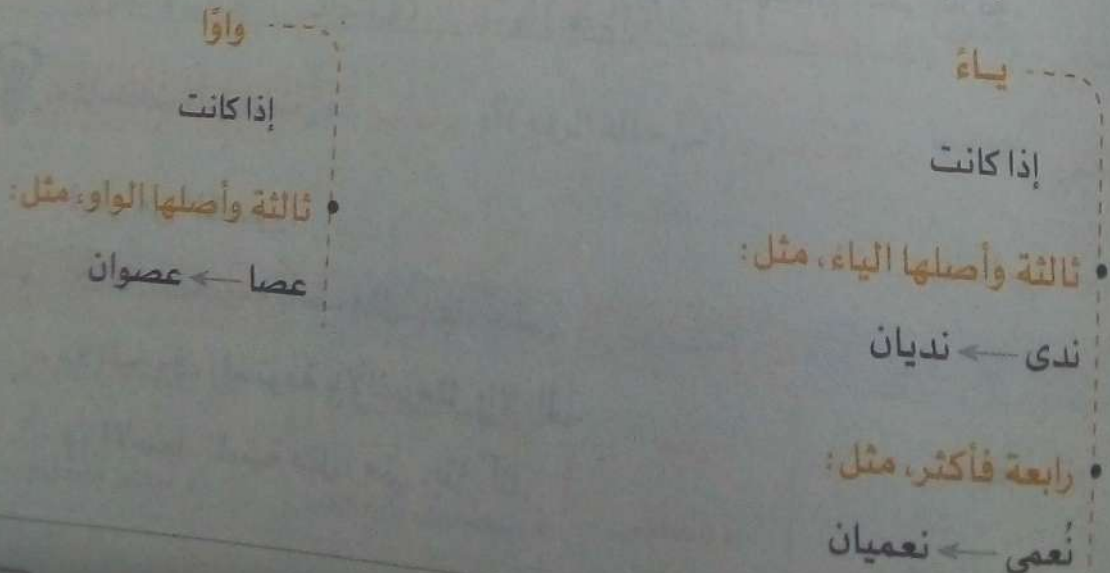 ياءً
إذا كانت
ثالثة وأصلها الياء، مثل:
ندى ← نديان
رابعة فأكثر، مثل:
نُعمى ← نعميان
واوًا
إذا كانت
ثالثة وأصلها الواو، مثل:
عصا ← عصوان